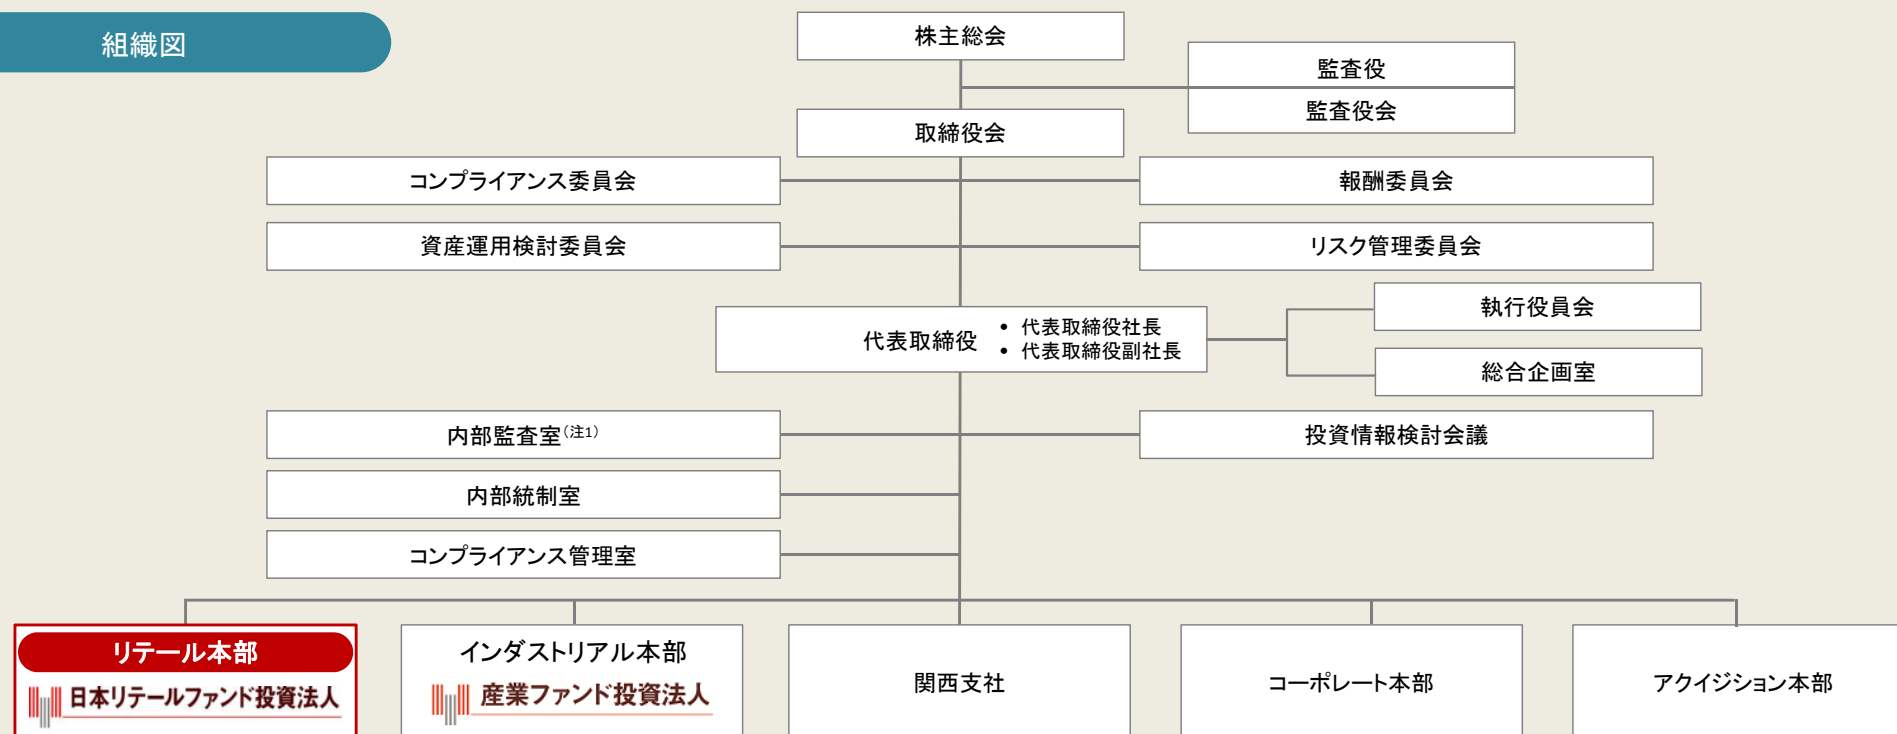 組織図
株主総会
監査役
監査役会
取締役会
コンプライアンス委員会
報酬委員会
資産運用検討委員会
リスク管理委員会
執行役員会
代表取締役
• 代表取締役社長
• 代表取締役副社長
総合企画室
内部監査室(注1)
投資情報検討会議
内部統制室
コンプライアンス管理室
リテール本部
日本リテールファンド投資法人
インダストリアル本部
産業ファンド投資法人
関西支社
コーポレート本部
アクイジション本部